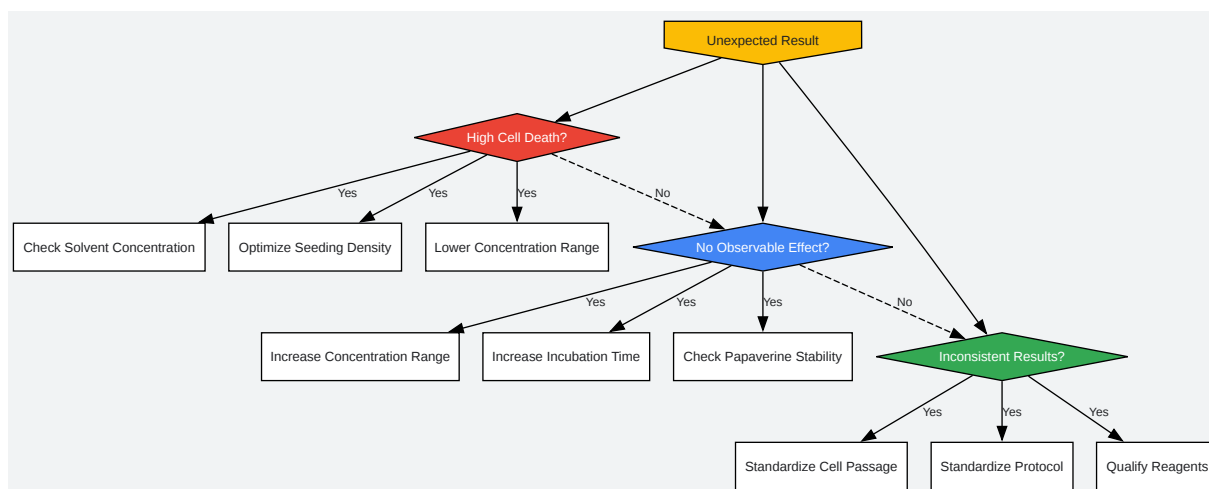 Unexpected Result
High Cell Death?
Yes
Yes
Yes
No
Check Solvent Concentration
Optimize Seeding Density
Lower Concentration Range
No Observable Effect?
Yes
Yes
Yes
No
Increase Concentration Range
Increase Incubation Time
Check Papaverine Stability
Inconsistent Results?
Yes
Yes
Yes
Standardize Cell Passage
Standardize Protocol
Qualify Reagents